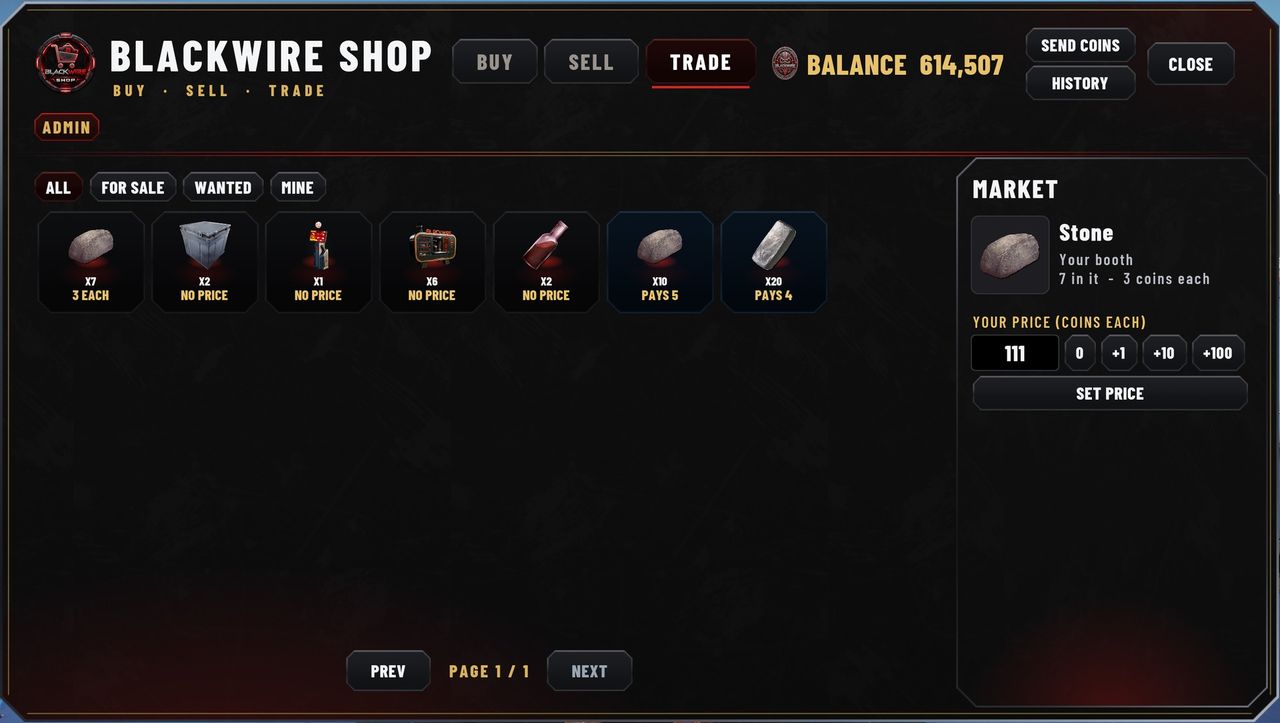 BLACKWIRE SHOP
BUY · SELL · TRADE
BUY
SELL
TRADE
BALANCE 614,507
SEND COINS
HISTORY
CLOSE
ADMIN
ALL
FOR SALE
WANTED
MINE
X7
3 EACH
X2
NO PRICE
X1
NO PRICE
X6
NO PRICE
X2
NO PRICE
X10
PAYS 5
X20
PAYS 4
MARKET
Stone
Your booth
7 in it - 3 coins each
YOUR PRICE (COINS EACH)
111
0
+1
+10
+100
SET PRICE
PREV
PAGE 1 / 1
NEXT